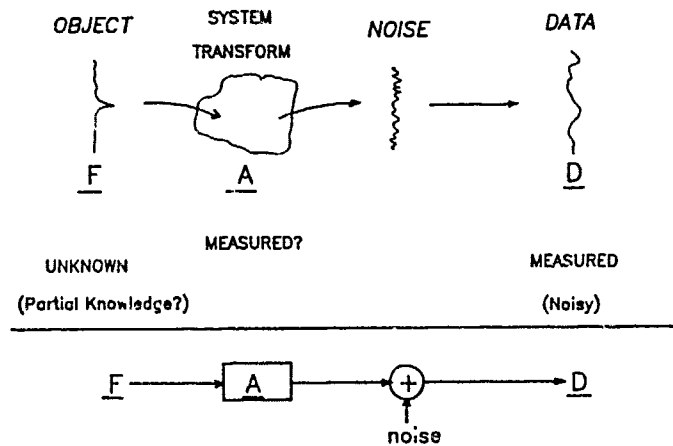 OBJECT
SYSTEM
TRANSFORM
NOISE
DATA
F
A
D
MEASURED?
UNKNOWN
(Partial Knowledge?)
MEASURED
(Noisy)
F
A
+
D
noise